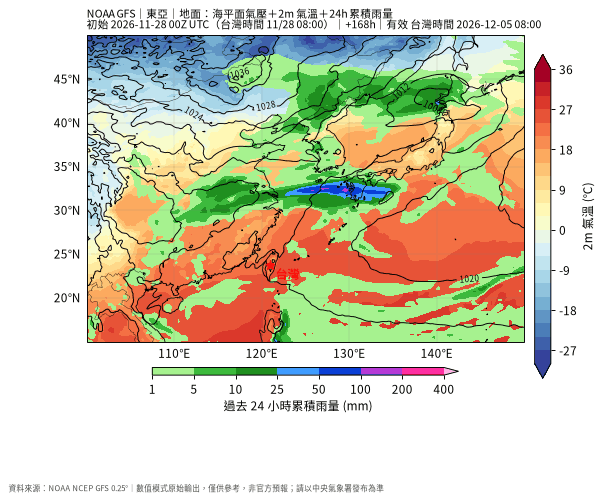 NOAA GFS｜東亞｜地面：海平面氣壓＋2m 氣溫＋24h 累積雨量
初始 2026-11-28 00Z UTC（台灣時間 11/28 08:00）｜+168h｜有效 台灣時間 2026-12-05 08:00
45°N
40°N
35°N
30°N
25°N
20°N
110°E 120°E 130°E 140°E
1036
1028
1024
1012
1020
台灣
36
27
18
9
0
-9
-18
-27
2m 氣溫 (°C)
1 5 10 25 50 100 200 400
過去 24 小時累積雨量 (mm)
資料來源：NOAA NCEP GFS 0.25°｜數值模式原始輸出，僅供參考，非官方預報；請以中央氣象署發布為準